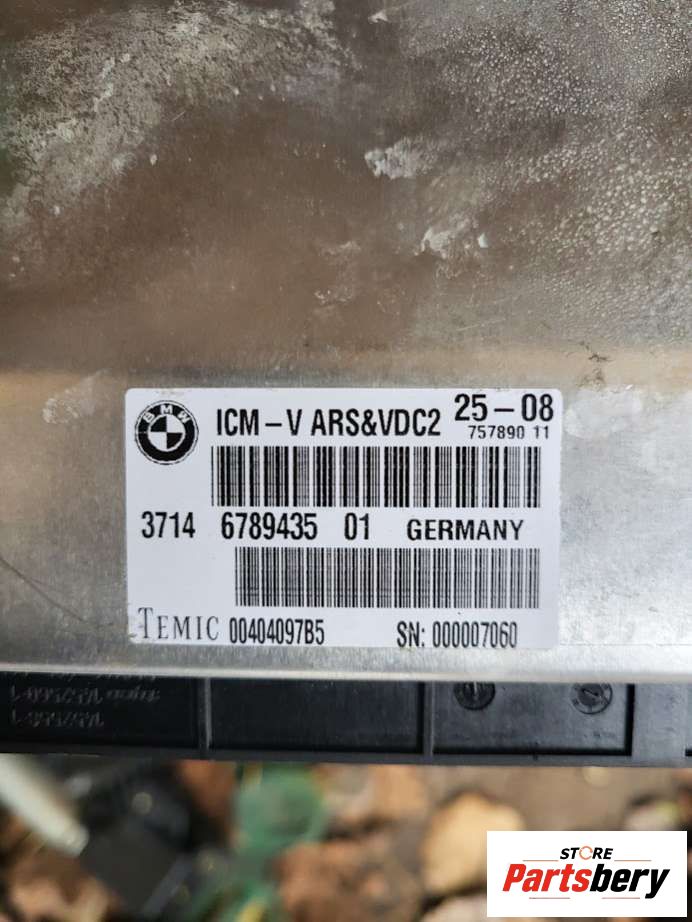 BMW
ICM-V ARS&VDC2 25-08
757890 11
3714 6789435 01 GERMANY
TEMIC 00404097B5 SN: 000007060
STORE
Partsbery